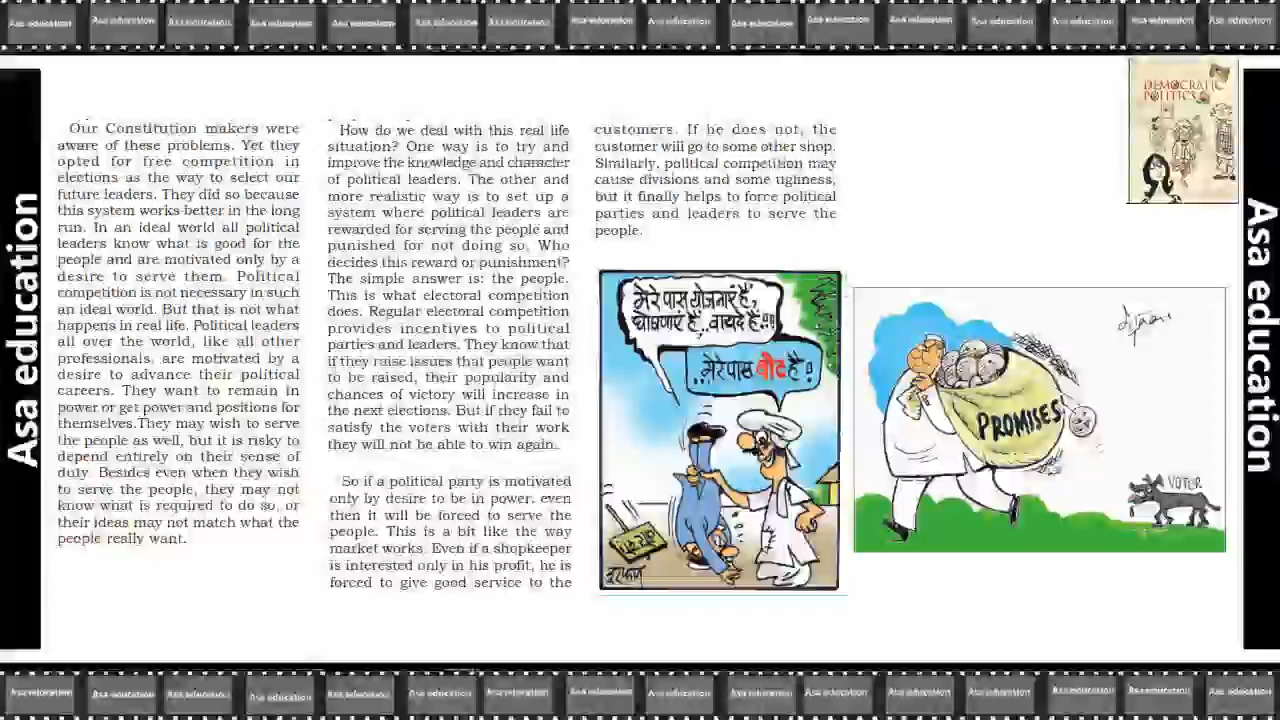 Asa education
DEMOCRATIC
POLITICS
Our Constitution makers were
aware of these problems. Yet they
opted for free competition in
elections as the way to select our
future leaders. They did so because
this system works better in the long
run. In an ideal world all political
leaders know what is good for the
people and are motivated only by a
desire to serve them. Political
competition is not necessary in such
an ideal world. But that is not what
happens in real life. Political leaders
all over the world, like all other
professionals, are motivated by a
desire to advance their political
careers. They want to remain in
power or get power and positions for
themselves.They may wish to serve
the people as well, but it is risky to
depend entirely on their sense of
duty. Besides even when they wish
to serve the people, they may not
know what is required to do so, or
their ideas may not match what the
people really want.
How do we deal with this real life
situation? One way is to try and
improve the knowledge and character
of political leaders. The other and
more realistic way is to set up a
system where political leaders are
rewarded for serving the people and
punished for not doing so. Who
decides this reward or punishment?
The simple answer is: the people.
This is what electoral competition
does. Regular electoral competition
provides incentives to political
parties and leaders. They know that
if they raise issues that people want
to be raised, their popularity and
chances of victory will increase in
the next elections. But if they fail to
satisfy the voters with their work
they will not be able to win again.
So if a political party is motivated
only by desire to be in power, even
then it will be forced to serve the
people. This is a bit like the way
market works. Even if a shopkeeper
is interested only in his profit, he is
forced to give good service to the
customers. If he does not, the
customer will go to some other shop.
Similarly, political competition may
cause divisions and some ugliness,
but it finally helps to force political
parties and leaders to serve the
people.
मेरे पास योजनाएं हैं,
घोषणाएं हैं..वायदे हैं..!!!
..मेरे पास वोट है!!
PROMISES
VOTER
Asa education